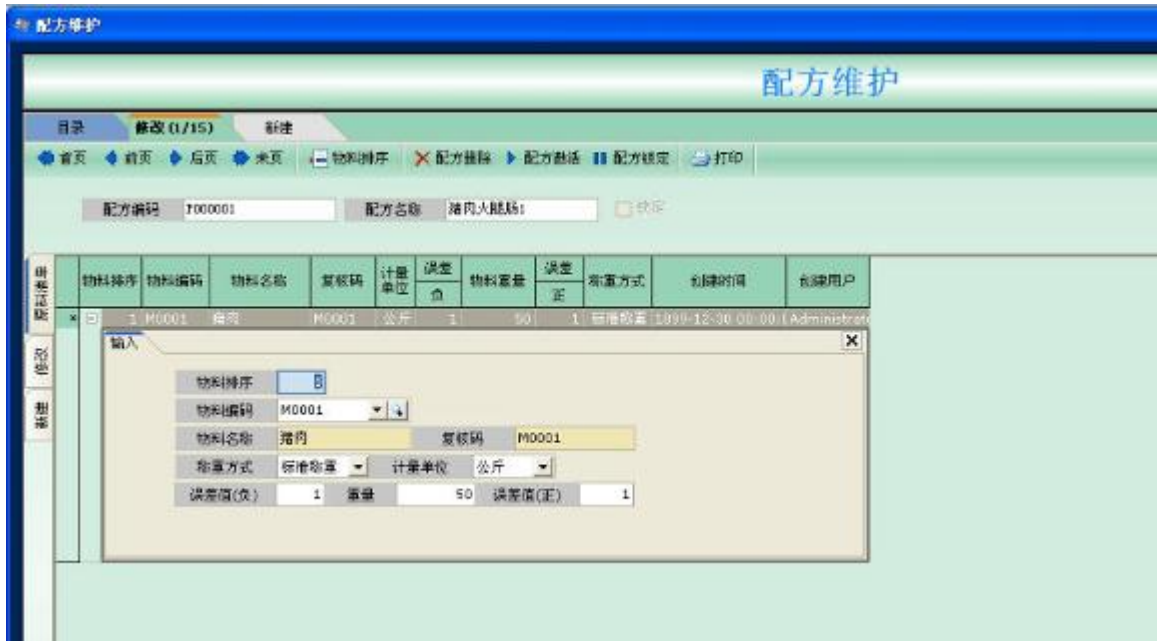 配方维护
配方维护
目录 修改(1/15) 新建
首页 前页 后页 末页 物料排序 配方删除 配方激活 配方锁定 打印
配方编码 F000001 配方名称 猪肉火腿肠1 锁定
原料清单
修改
新建
物料排序 物料编码 物料名称 复核码 计量单位 误差 负 物料重量 误差 正 称重方式 创建时间 创建用户
1 M0001 猪肉 M0001 公斤 1 50 1 标准称重 1899-12-30 00:00 Administrato
输入
物料排序
物料编码 M0001
物料名称 猪肉 复核码 M0001
称重方式 标准称重 计量单位 公斤
误差值(负) 1 重量 50 误差值(正) 1